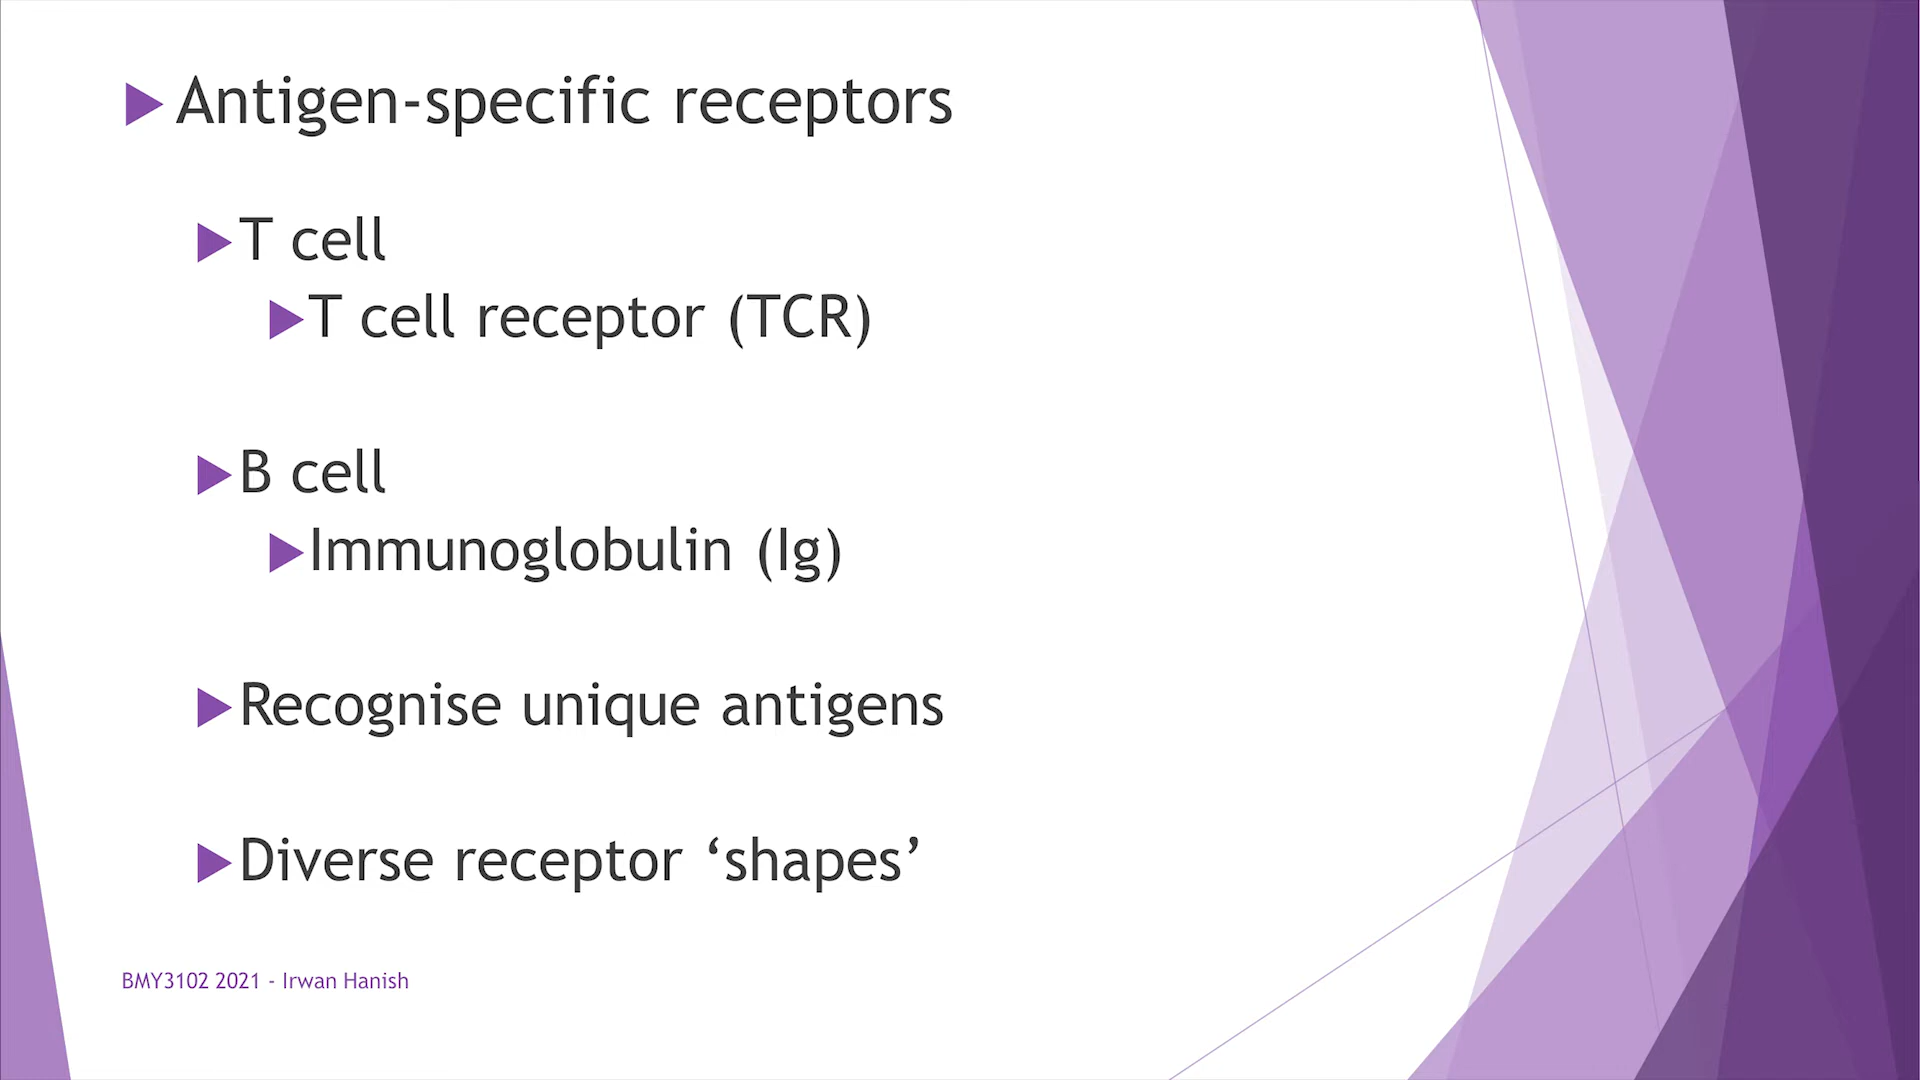 Antigen-specific receptors
T cell
T cell receptor (TCR)
B cell
Immunoglobulin (Ig)
Recognise unique antigens
Diverse receptor ‘shapes’
BMY3102 2021 - Irwan Hanish